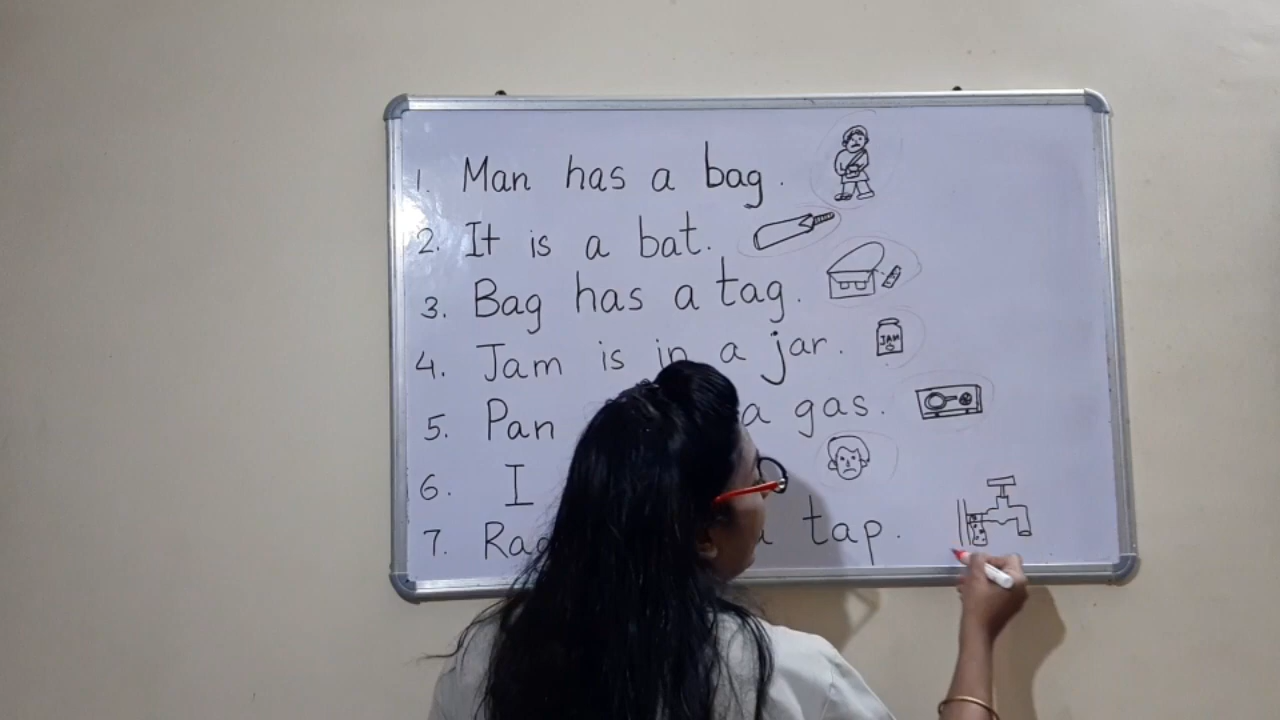 1. Man has a bag.
2. It is a bat.
3. Bag has a tag.
4. Jam is in a jar.
JAM
5. Pan a gas.
6. I
7. tap.